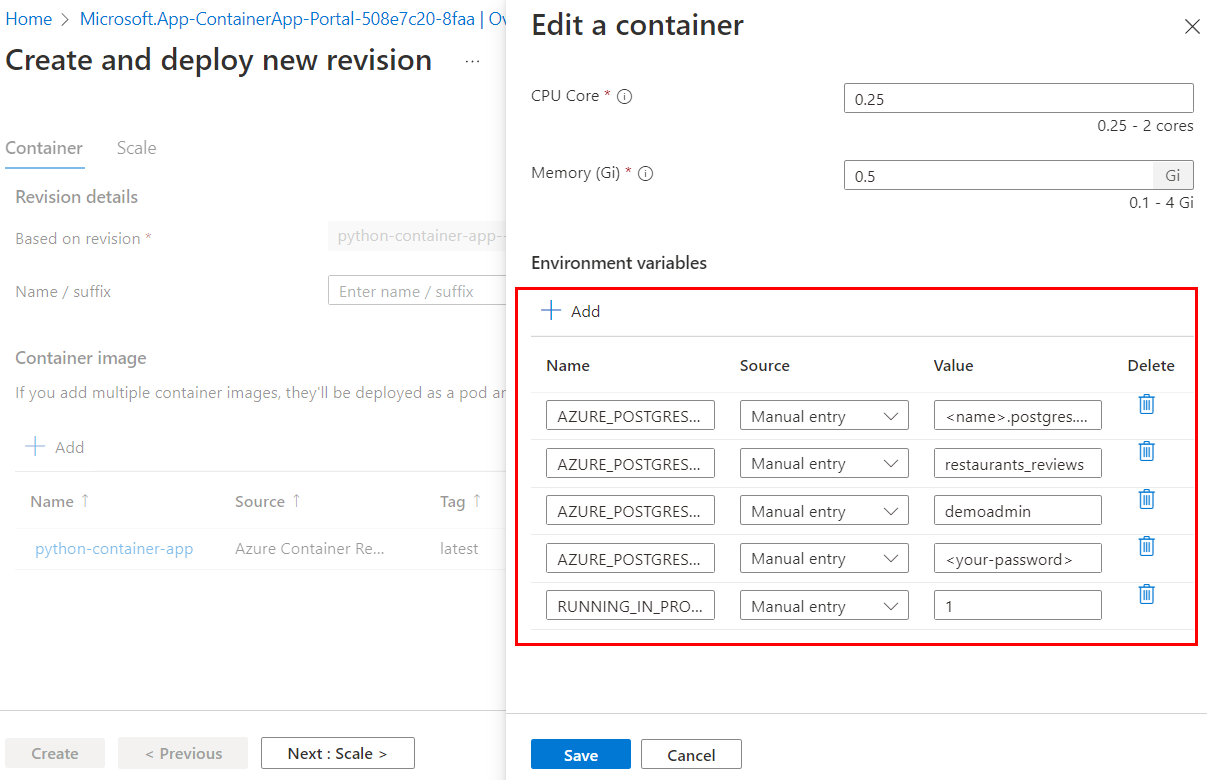 Home > Microsoft.App-ContainerApp-Portal-508e7c20-8faa | Ov
Create and deploy new revision ...
Container Scale
Revision details
Based on revision * python-container-app-
Name / suffix Enter name / suffix
Container image
If you add multiple container images, they'll be deployed as a pod ar
+ Add
Name ↑ Source ↑ Tag ↑
python-container-app Azure Container Re... latest
Create < Previous Next : Scale >
Edit a container
CPU Core * 0.25
0.25 - 2 cores
Memory (Gi) * 0.5 Gi
0.1 - 4 Gi
Environment variables
+ Add
Name Source Value Delete
AZURE_POSTGRES... Manual entry <name>.postgres....
AZURE_POSTGRES... Manual entry restaurants_reviews
AZURE_POSTGRES... Manual entry demoadmin
AZURE_POSTGRES... Manual entry <your-password>
RUNNING_IN_PRO... Manual entry 1
Save Cancel